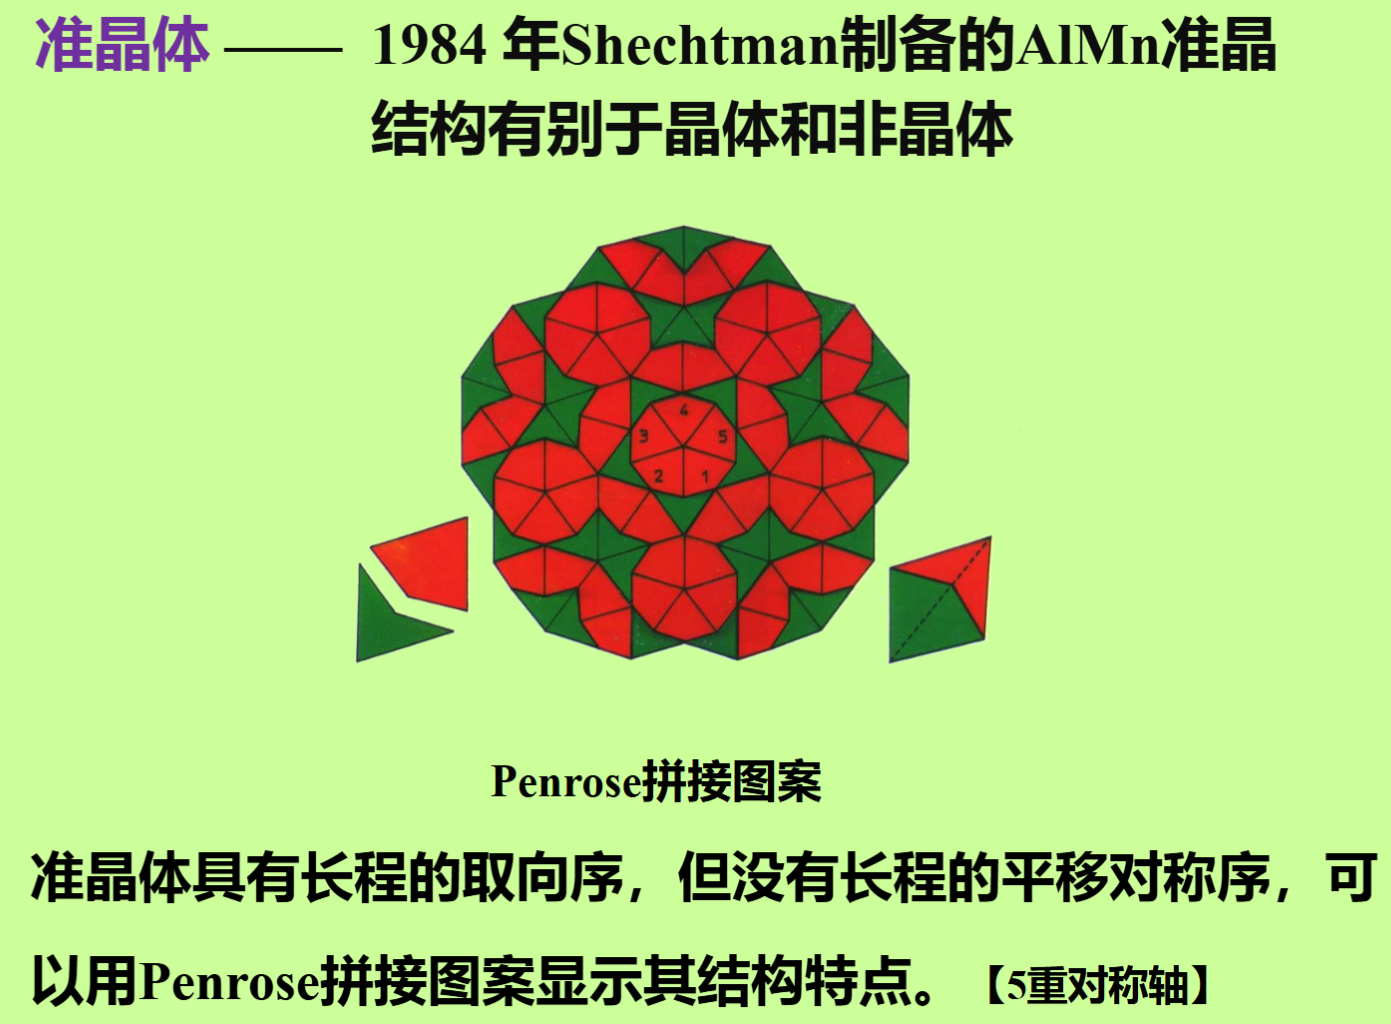 准晶体 —— 1984 年Shechtman制备的AlMn准晶
结构有别于晶体和非晶体
4
3 5
2 1
Penrose拼接图案
准晶体具有长程的取向序，但没有长程的平移对称序，可
以用Penrose拼接图案显示其结构特点。【5重对称轴】